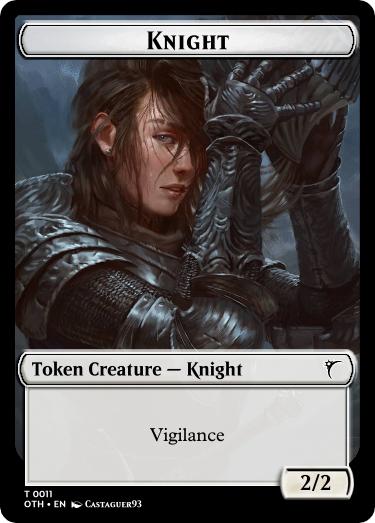 Knight
Token Creature — Knight
Vigilance
2/2
T 0011
OTH • EN Castaguer93